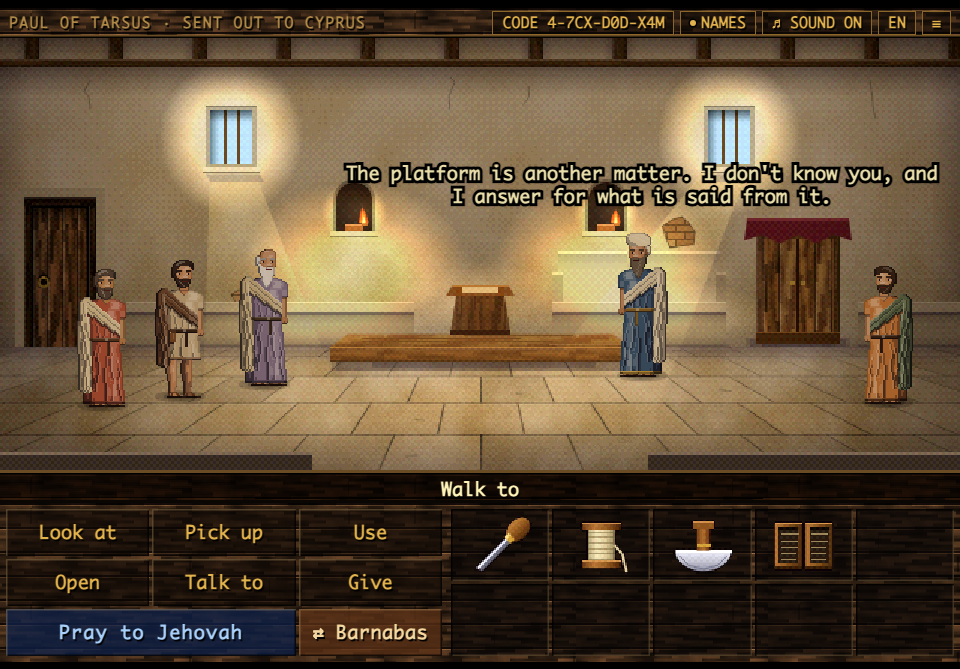 PAUL OF TARSUS · SENT OUT TO CYPRUS
CODE 4-7CX-D0D-X4M
• NAMES
♬ SOUND ON
EN
≡
The platform is another matter. I don't know you, and
I answer for what is said from it.
Walk to
Look at
Pick up
Use
Open
Talk to
Give
Pray to Jehovah
⇄ Barnabas